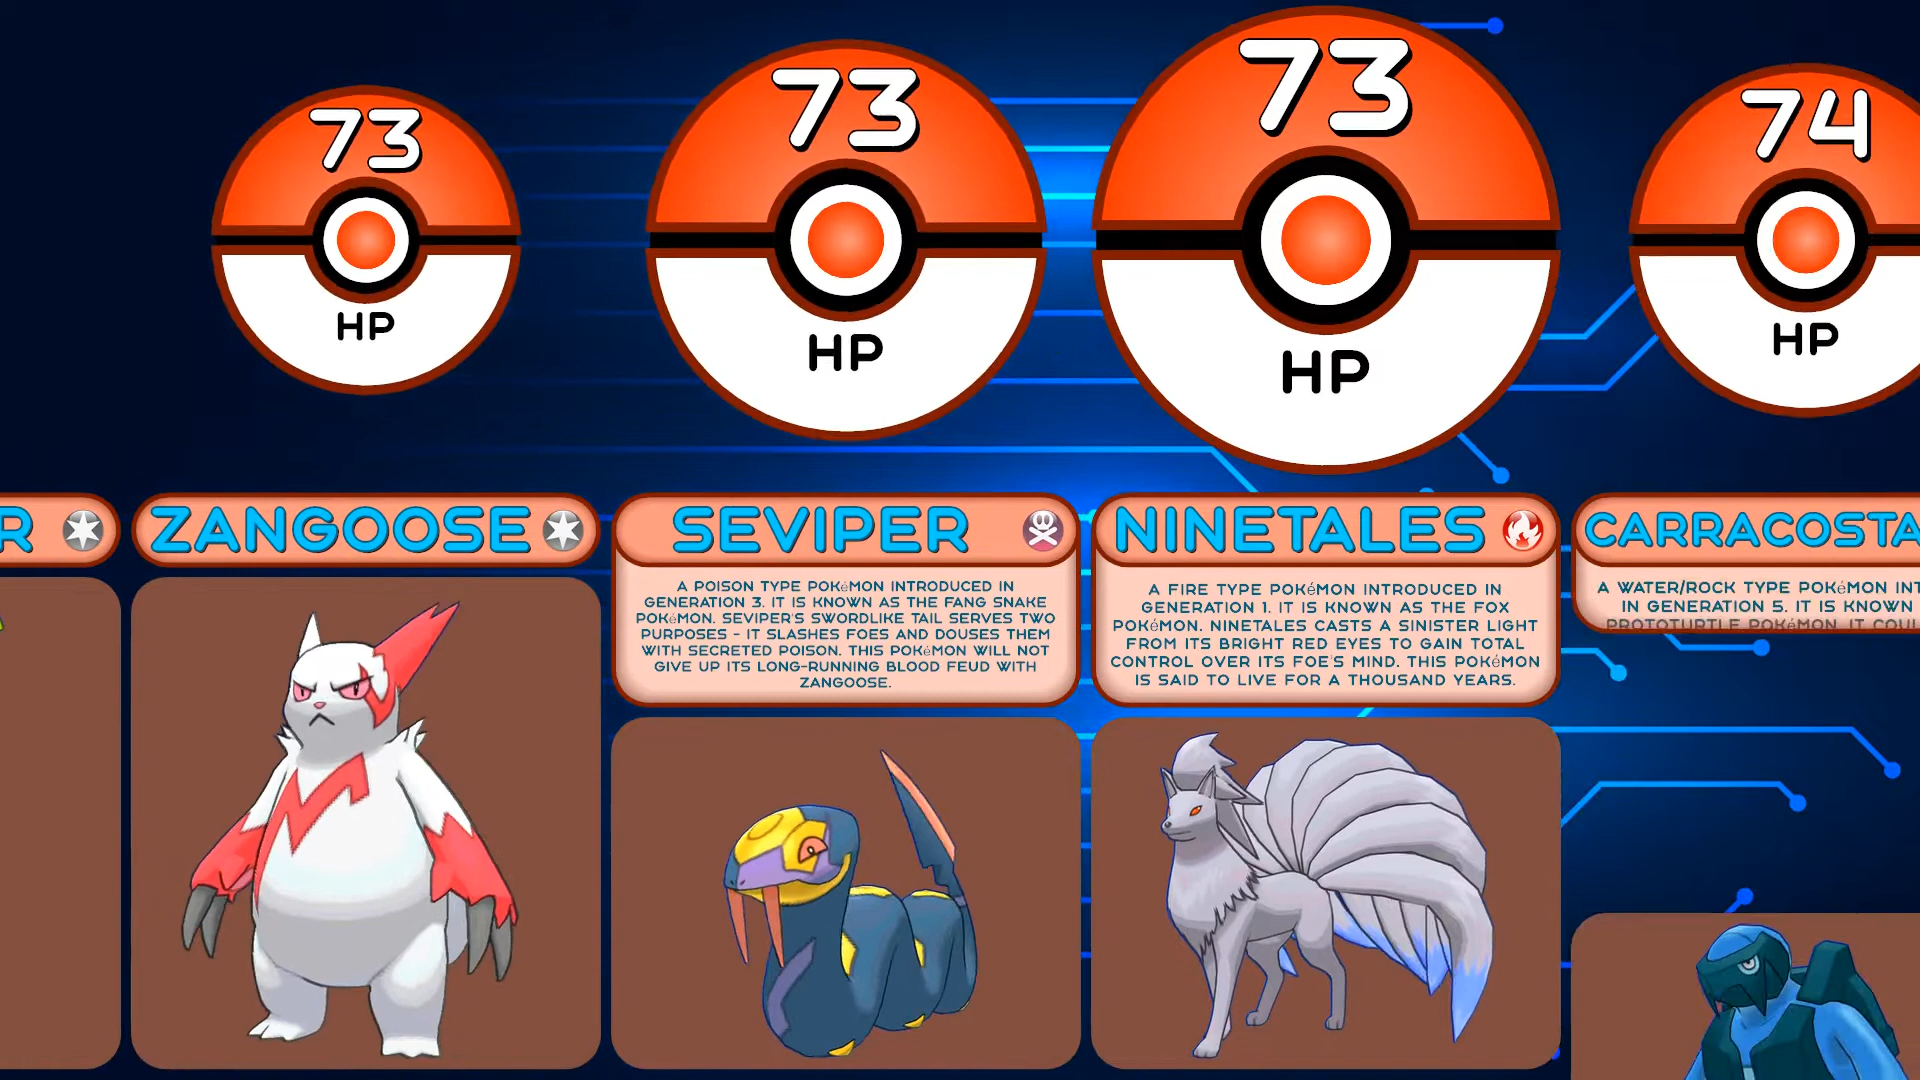 73
HP
73
HP
73
HP
74
HP
R
ZANGOOSE
SEVIPER
A POISON TYPE POKéMON INTRODUCED IN
GENERATION 3. IT IS KNOWN AS THE FANG SNAKE
POKéMON. SEVIPER'S SWORDLIKE TAIL SERVES TWO
PURPOSES - IT SLASHES FOES AND DOUSES THEM
WITH SECRETED POISON. THIS POKéMON WILL NOT
GIVE UP ITS LONG-RUNNING BLOOD FEUD WITH
ZANGOOSE.
NINETALES
A FIRE TYPE POKéMON INTRODUCED IN
GENERATION 1. IT IS KNOWN AS THE FOX
POKéMON. NINETALES CASTS A SINISTER LIGHT
FROM ITS BRIGHT RED EYES TO GAIN TOTAL
CONTROL OVER ITS FOE'S MIND. THIS POKéMON
IS SAID TO LIVE FOR A THOUSAND YEARS.
CARRACOSTA
A WATER/ROCK TYPE POKéMON INT
IN GENERATION 5. IT IS KNOWN
PROTOTURTLE POKéMON. IT COUL